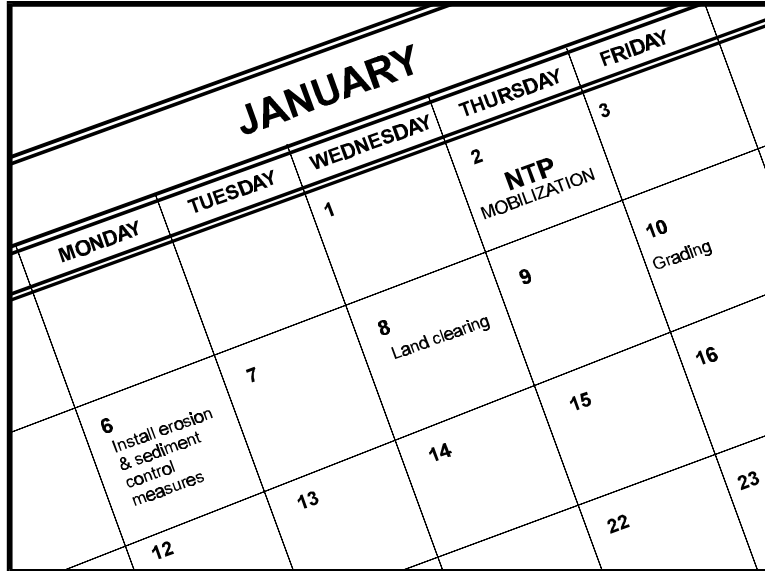 JANUARY
MONDAY TUESDAY WEDNESDAY THURSDAY FRIDAY
1
2
NTP
MOBILIZATION
3
6
Install erosion
& sediment
control
measures
7
8
Land clearing
9
10
Grading
12
13
14
15
16
22
23